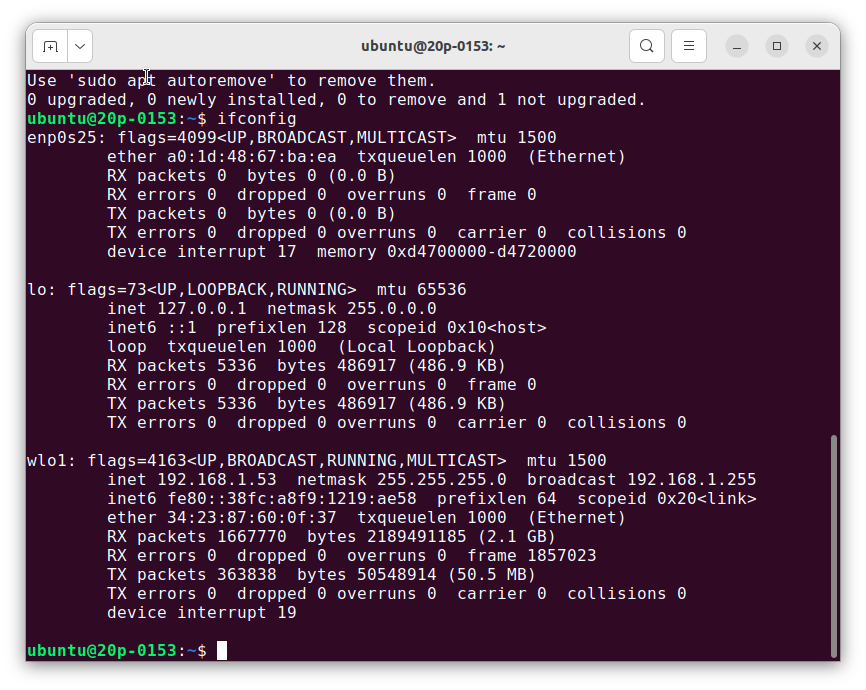 ubuntu@20p-0153: ~
Use 'sudo apt autoremove' to remove them.
0 upgraded, 0 newly installed, 0 to remove and 1 not upgraded.
ubuntu@20p-0153:~$ ifconfig
enp0s25: flags=4099<UP,BROADCAST,MULTICAST>  mtu 1500
        ether a0:1d:48:67:ba:ea  txqueuelen 1000  (Ethernet)
        RX packets 0  bytes 0 (0.0 B)
        RX errors 0  dropped 0  overruns 0  frame 0
        TX packets 0  bytes 0 (0.0 B)
        TX errors 0  dropped 0 overruns 0  carrier 0  collisions 0
        device interrupt 17  memory 0xd4700000-d4720000

lo: flags=73<UP,LOOPBACK,RUNNING>  mtu 65536
        inet 127.0.0.1  netmask 255.0.0.0
        inet6 ::1  prefixlen 128  scopeid 0x10<host>
        loop  txqueuelen 1000  (Local Loopback)
        RX packets 5336  bytes 486917 (486.9 KB)
        RX errors 0  dropped 0  overruns 0  frame 0
        TX packets 5336  bytes 486917 (486.9 KB)
        TX errors 0  dropped 0 overruns 0  carrier 0  collisions 0

wlo1: flags=4163<UP,BROADCAST,RUNNING,MULTICAST>  mtu 1500
        inet 192.168.1.53  netmask 255.255.255.0  broadcast 192.168.1.255
        inet6 fe80::38fc:a8f9:1219:ae58  prefixlen 64  scopeid 0x20<link>
        ether 34:23:87:60:0f:37  txqueuelen 1000  (Ethernet)
        RX packets 1667770  bytes 2189491185 (2.1 GB)
        RX errors 0  dropped 0  overruns 0  frame 1857023
        TX packets 363838  bytes 50548914 (50.5 MB)
        TX errors 0  dropped 0 overruns 0  carrier 0  collisions 0
        device interrupt 19

ubuntu@20p-0153:~$